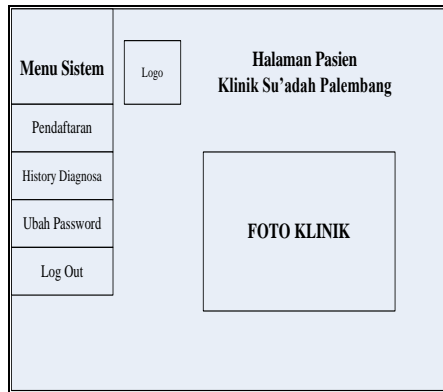 Menu Sistem
Logo
Halaman Pasien
Klinik Su'adah Palembang
Pendaftaran
History Diagnosa
Ubah Password
Log Out
FOTO KLINIK